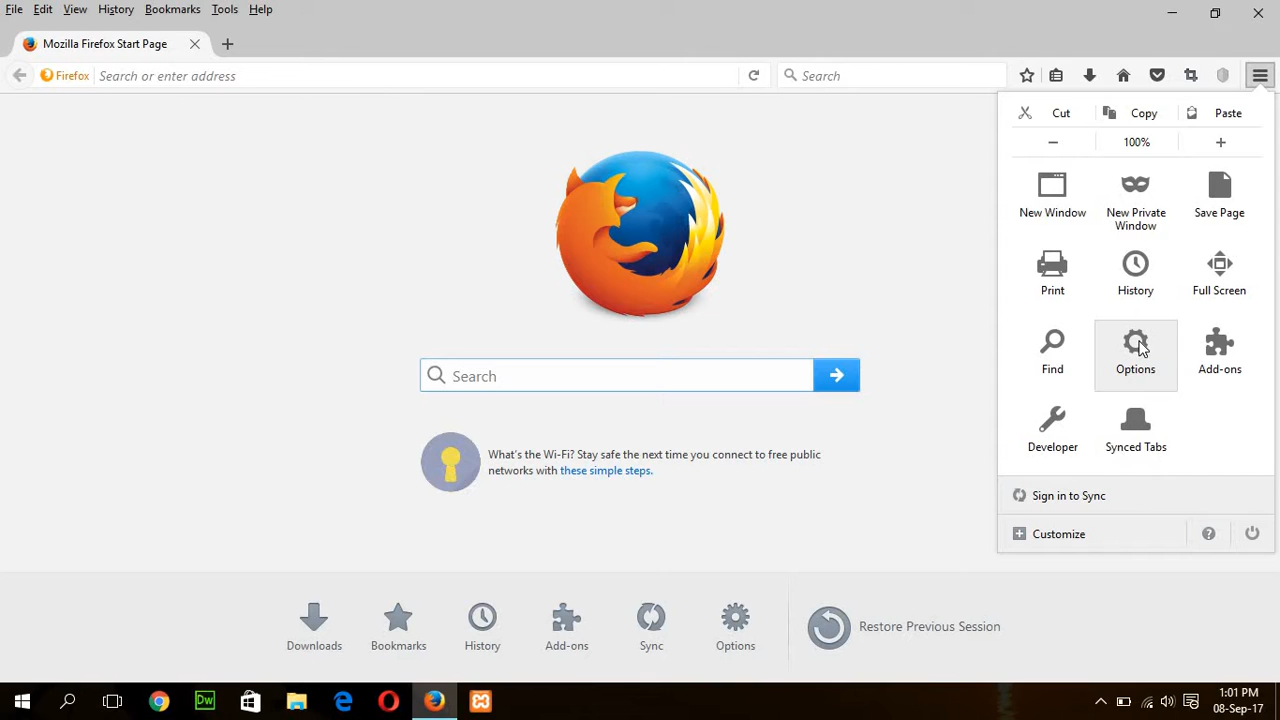 File Edit View History Bookmarks Tools Help
Mozilla Firefox Start Page
Firefox Search or enter address Search
Cut Copy Paste
100%
New Window New Private Window Save Page
Print History Full Screen
Find Options Add-ons
Developer Synced Tabs
Sign in to Sync
Customize
Search
What's the Wi-Fi? Stay safe the next time you connect to free public
networks with these simple steps.
Downloads Bookmarks History Add-ons Sync Options Restore Previous Session
Dw
1:01 PM
08-Sep-17